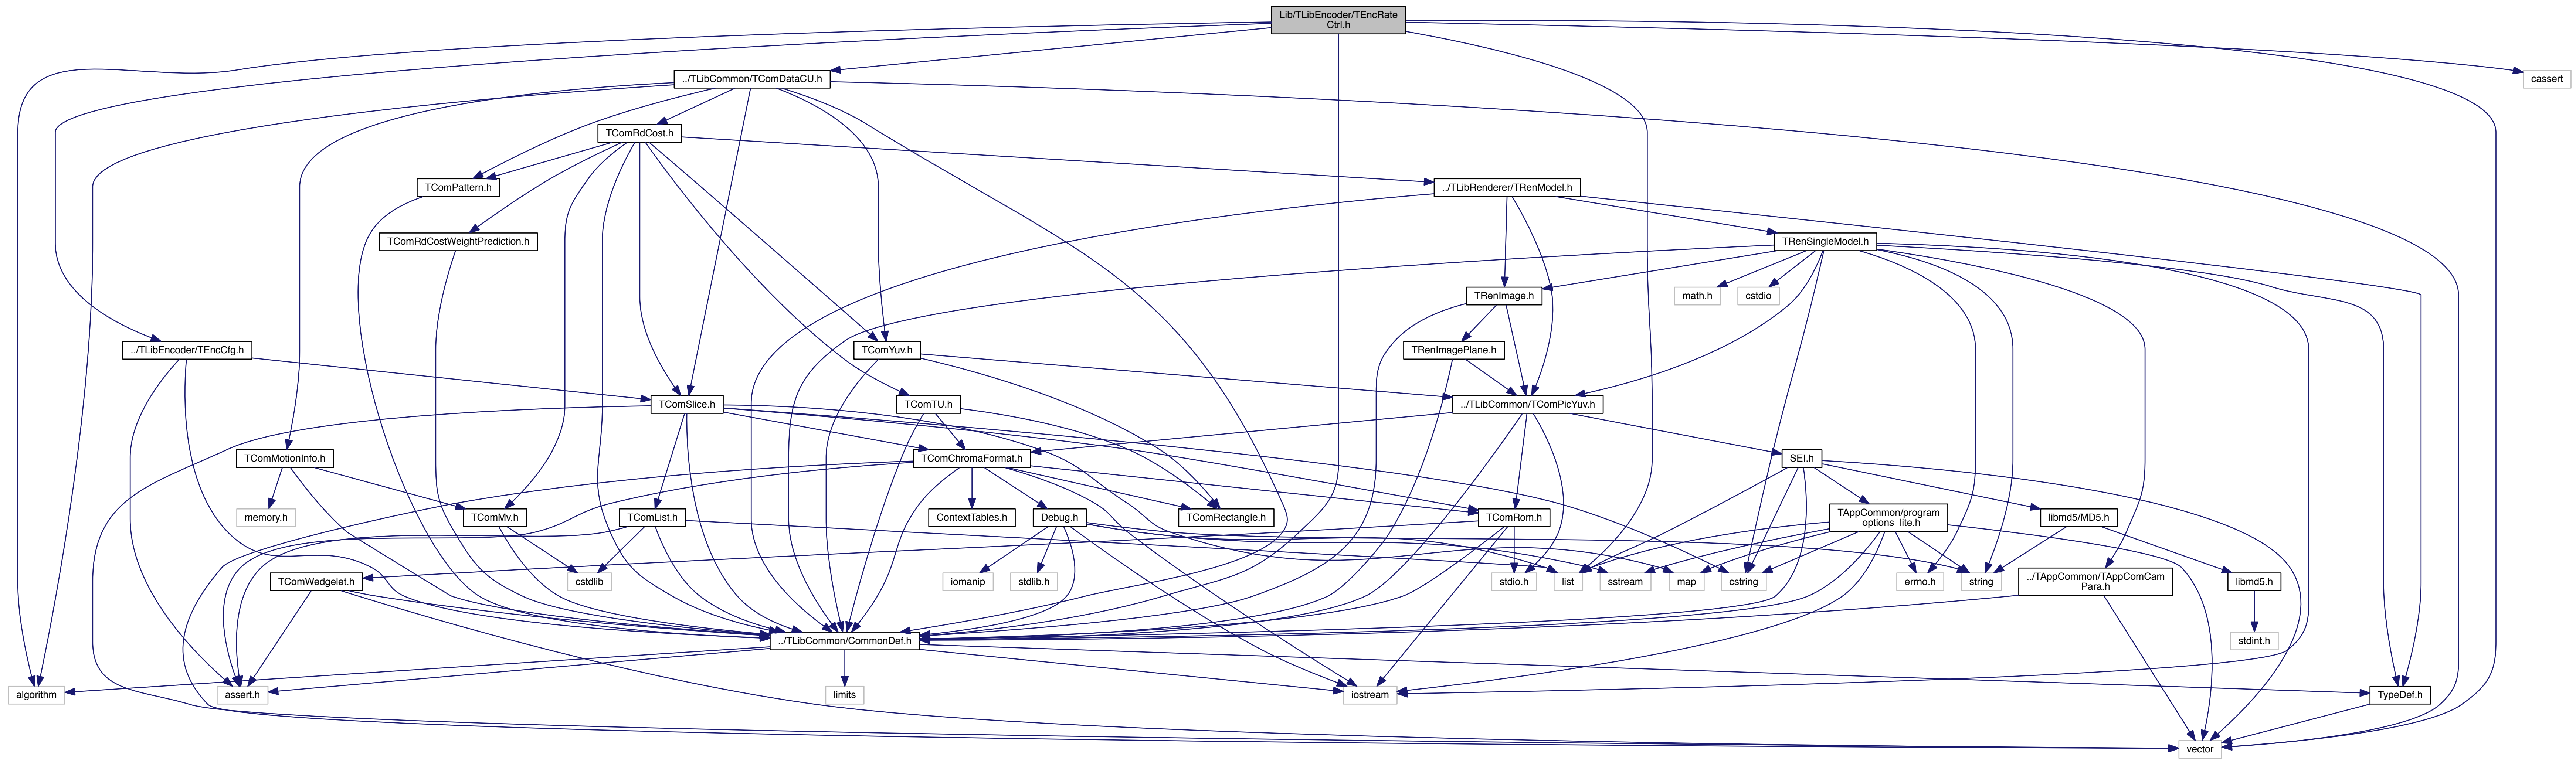 Lib/TLibEncoder/TEncRate
Ctrl.h
../TLibCommon/TComDataCU.h
cassert
TComRdCost.h
TComPattern.h
../TLibRenderer/TRenModel.h
TComRdCostWeightPrediction.h
TRenSingleModel.h
TRenImage.h
math.h
cstdio
../TLibEncoder/TEncCfg.h
TComYuv.h
TRenImagePlane.h
TComSlice.h
TComTU.h
../TLibCommon/TComPicYuv.h
TComMotionInfo.h
TComChromaFormat.h
SEI.h
memory.h
TComMv.h
TComList.h
ContextTables.h
Debug.h
TComRectangle.h
TComRom.h
TAppCommon/program
_options_lite.h
libmd5/MD5.h
TComWedgelet.h
cstdlib
iomanip
stdlib.h
stdio.h
list
sstream
map
cstring
errno.h
string
../TAppCommon/TAppComCam
Para.h
libmd5.h
../TLibCommon/CommonDef.h
stdint.h
algorithm
assert.h
limits
iostream
TypeDef.h
vector